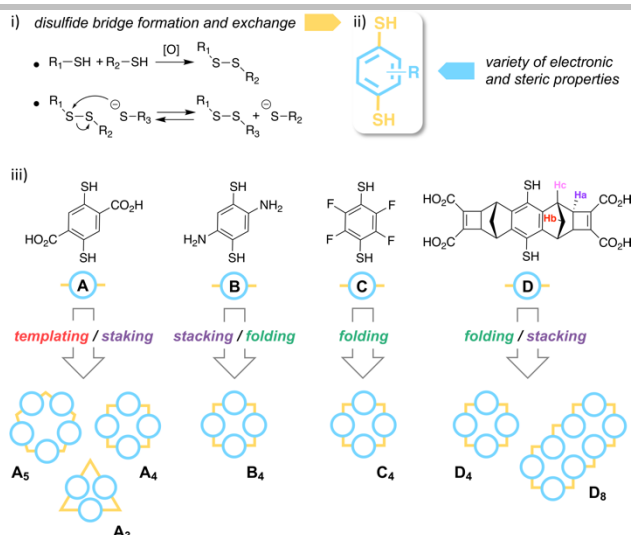 i) disulfide bridge formation and exchange
ii)
SH
R
SH
variety of electronic
and steric properties
• R₁–SH + R₂–SH [O] R₁ S–S R₂
• R₁ S–S R₂ ⊖ S–R₃ R₁ S–S R₃ + ⊖ S–R₂
iii)
SH CO₂H HO₂C SH
SH NH₂ NH₂ SH
SH F F F F SH
CO₂H HO₂C SH Hc Ha Hb SH CO₂H HO₂C
A B C D
templating / staking
stacking / folding
folding
folding / stacking
A₅ A₄ A₃
B₄
C₄
D₄ D₈